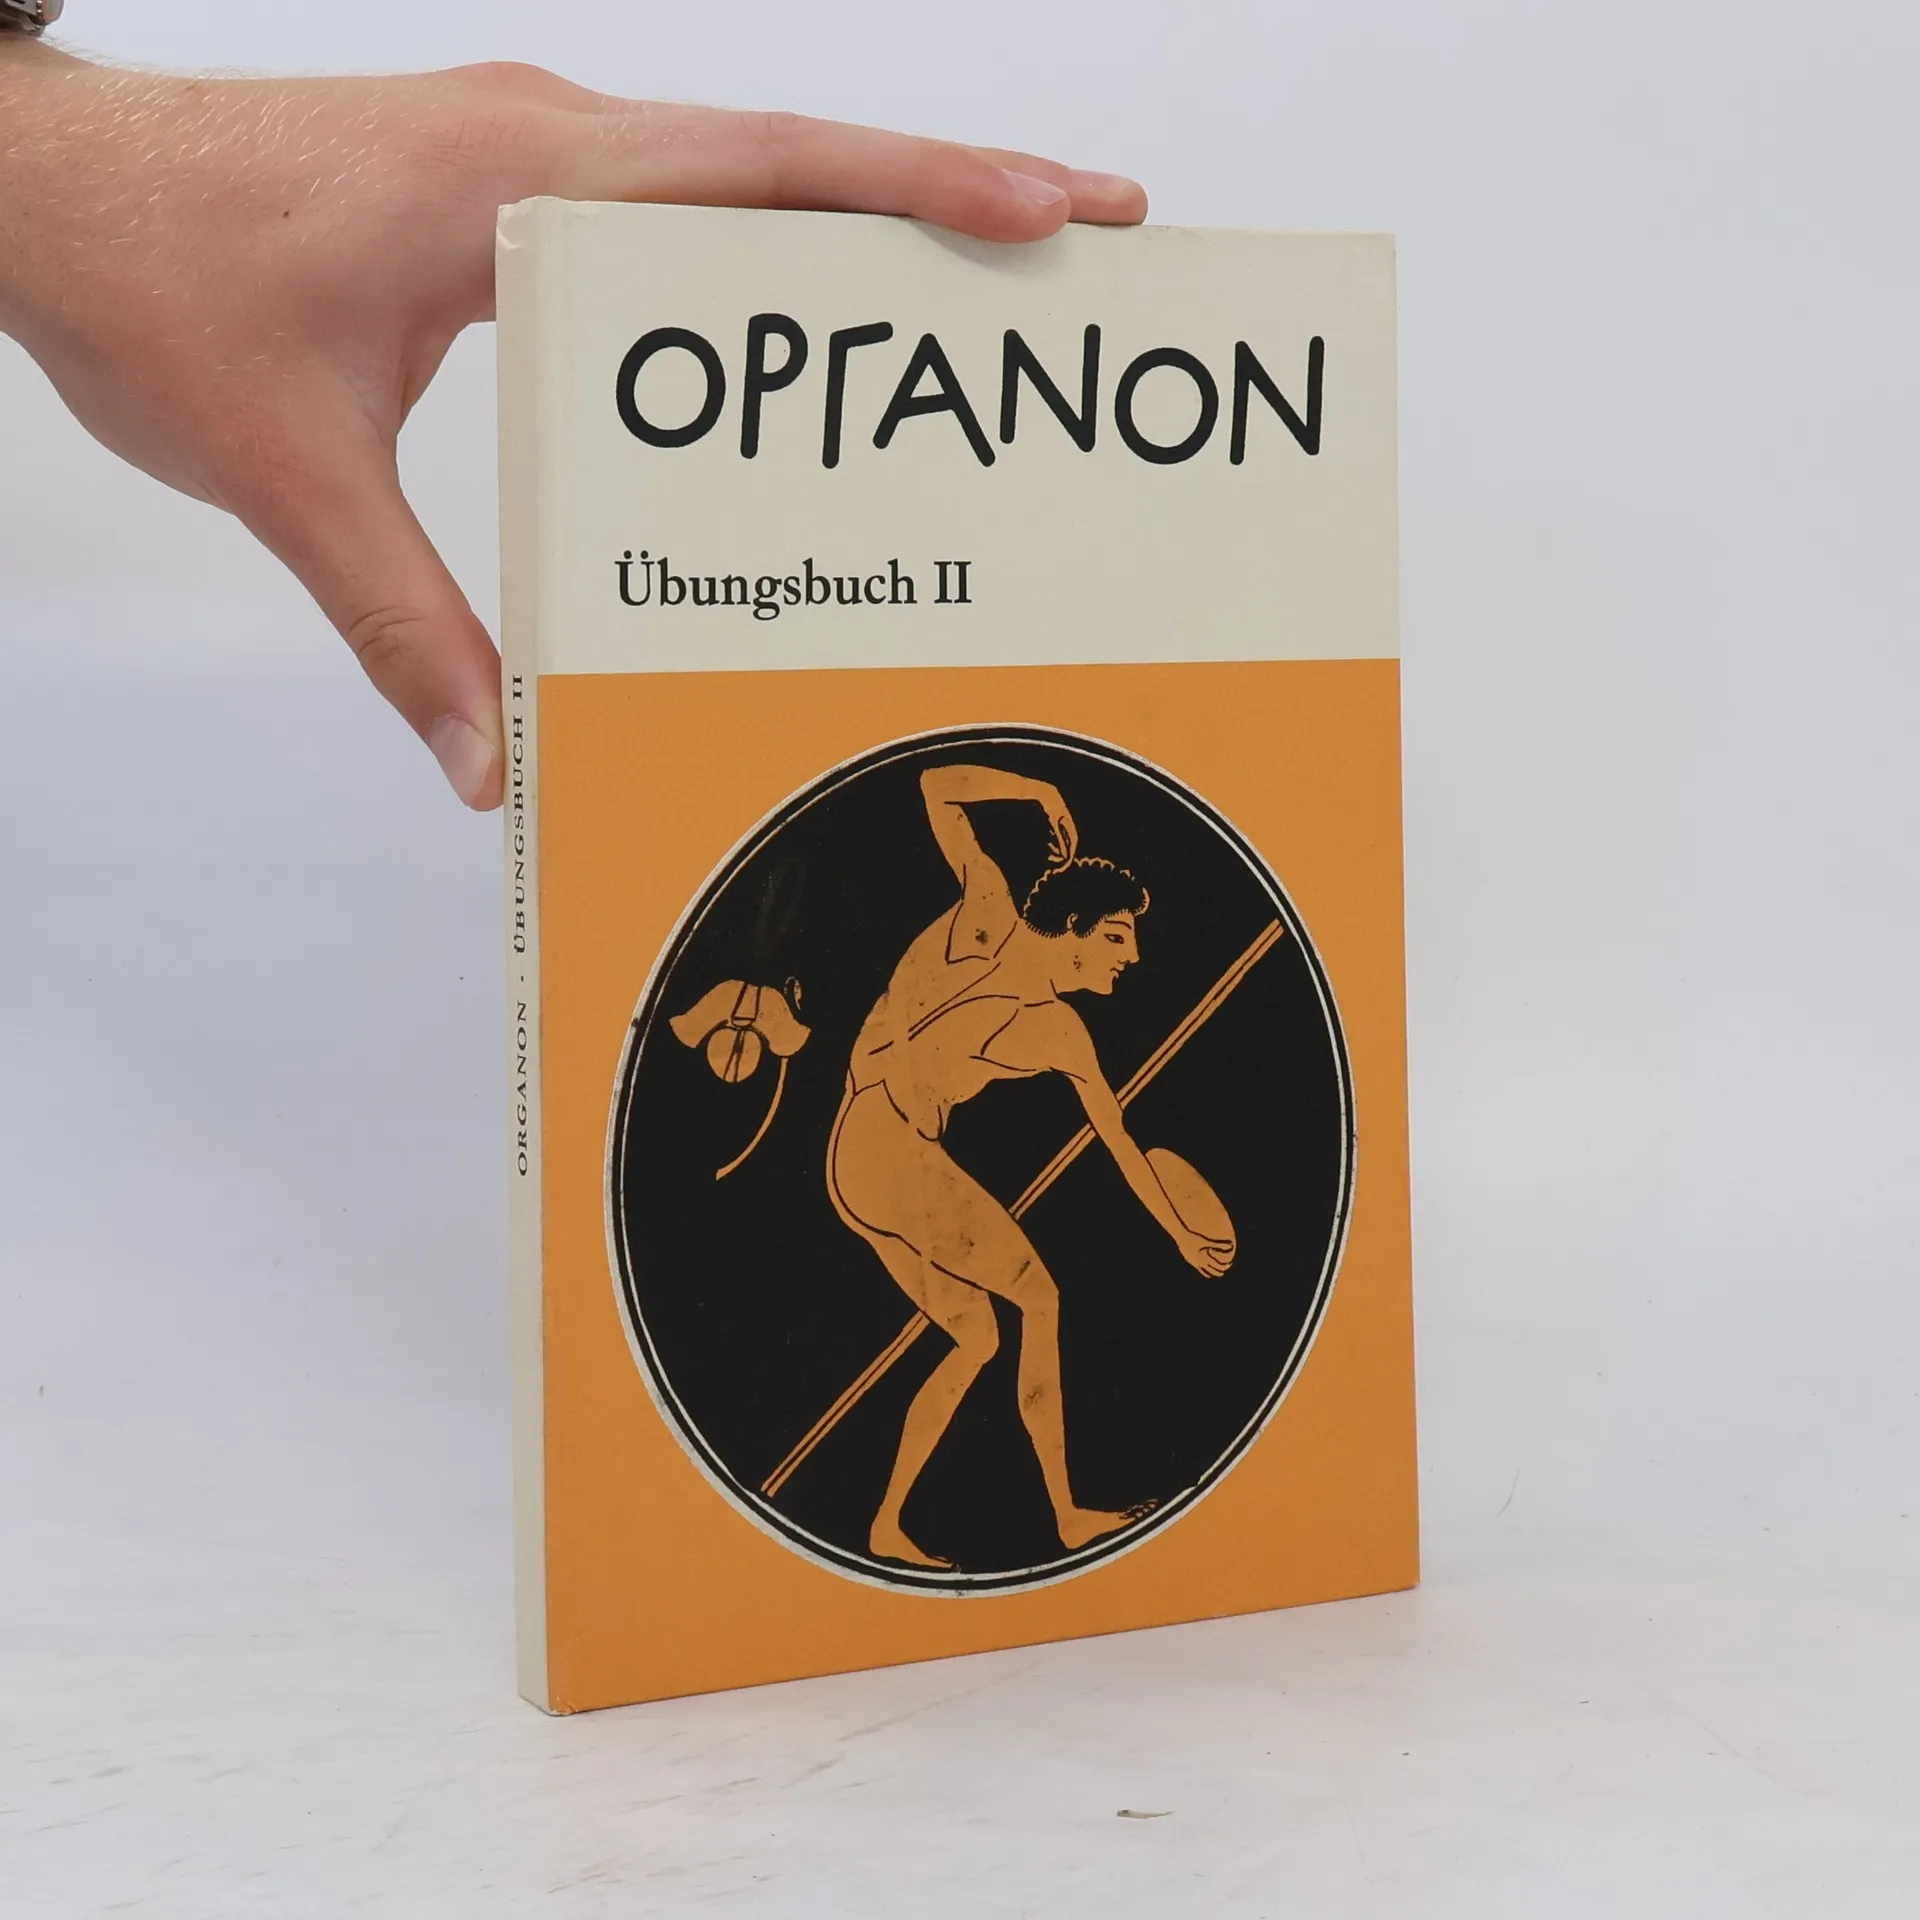 ΟΡΓΑΝΟΝ
Übungsbuch II
ORGANON · ÜBUNGSBUCH II